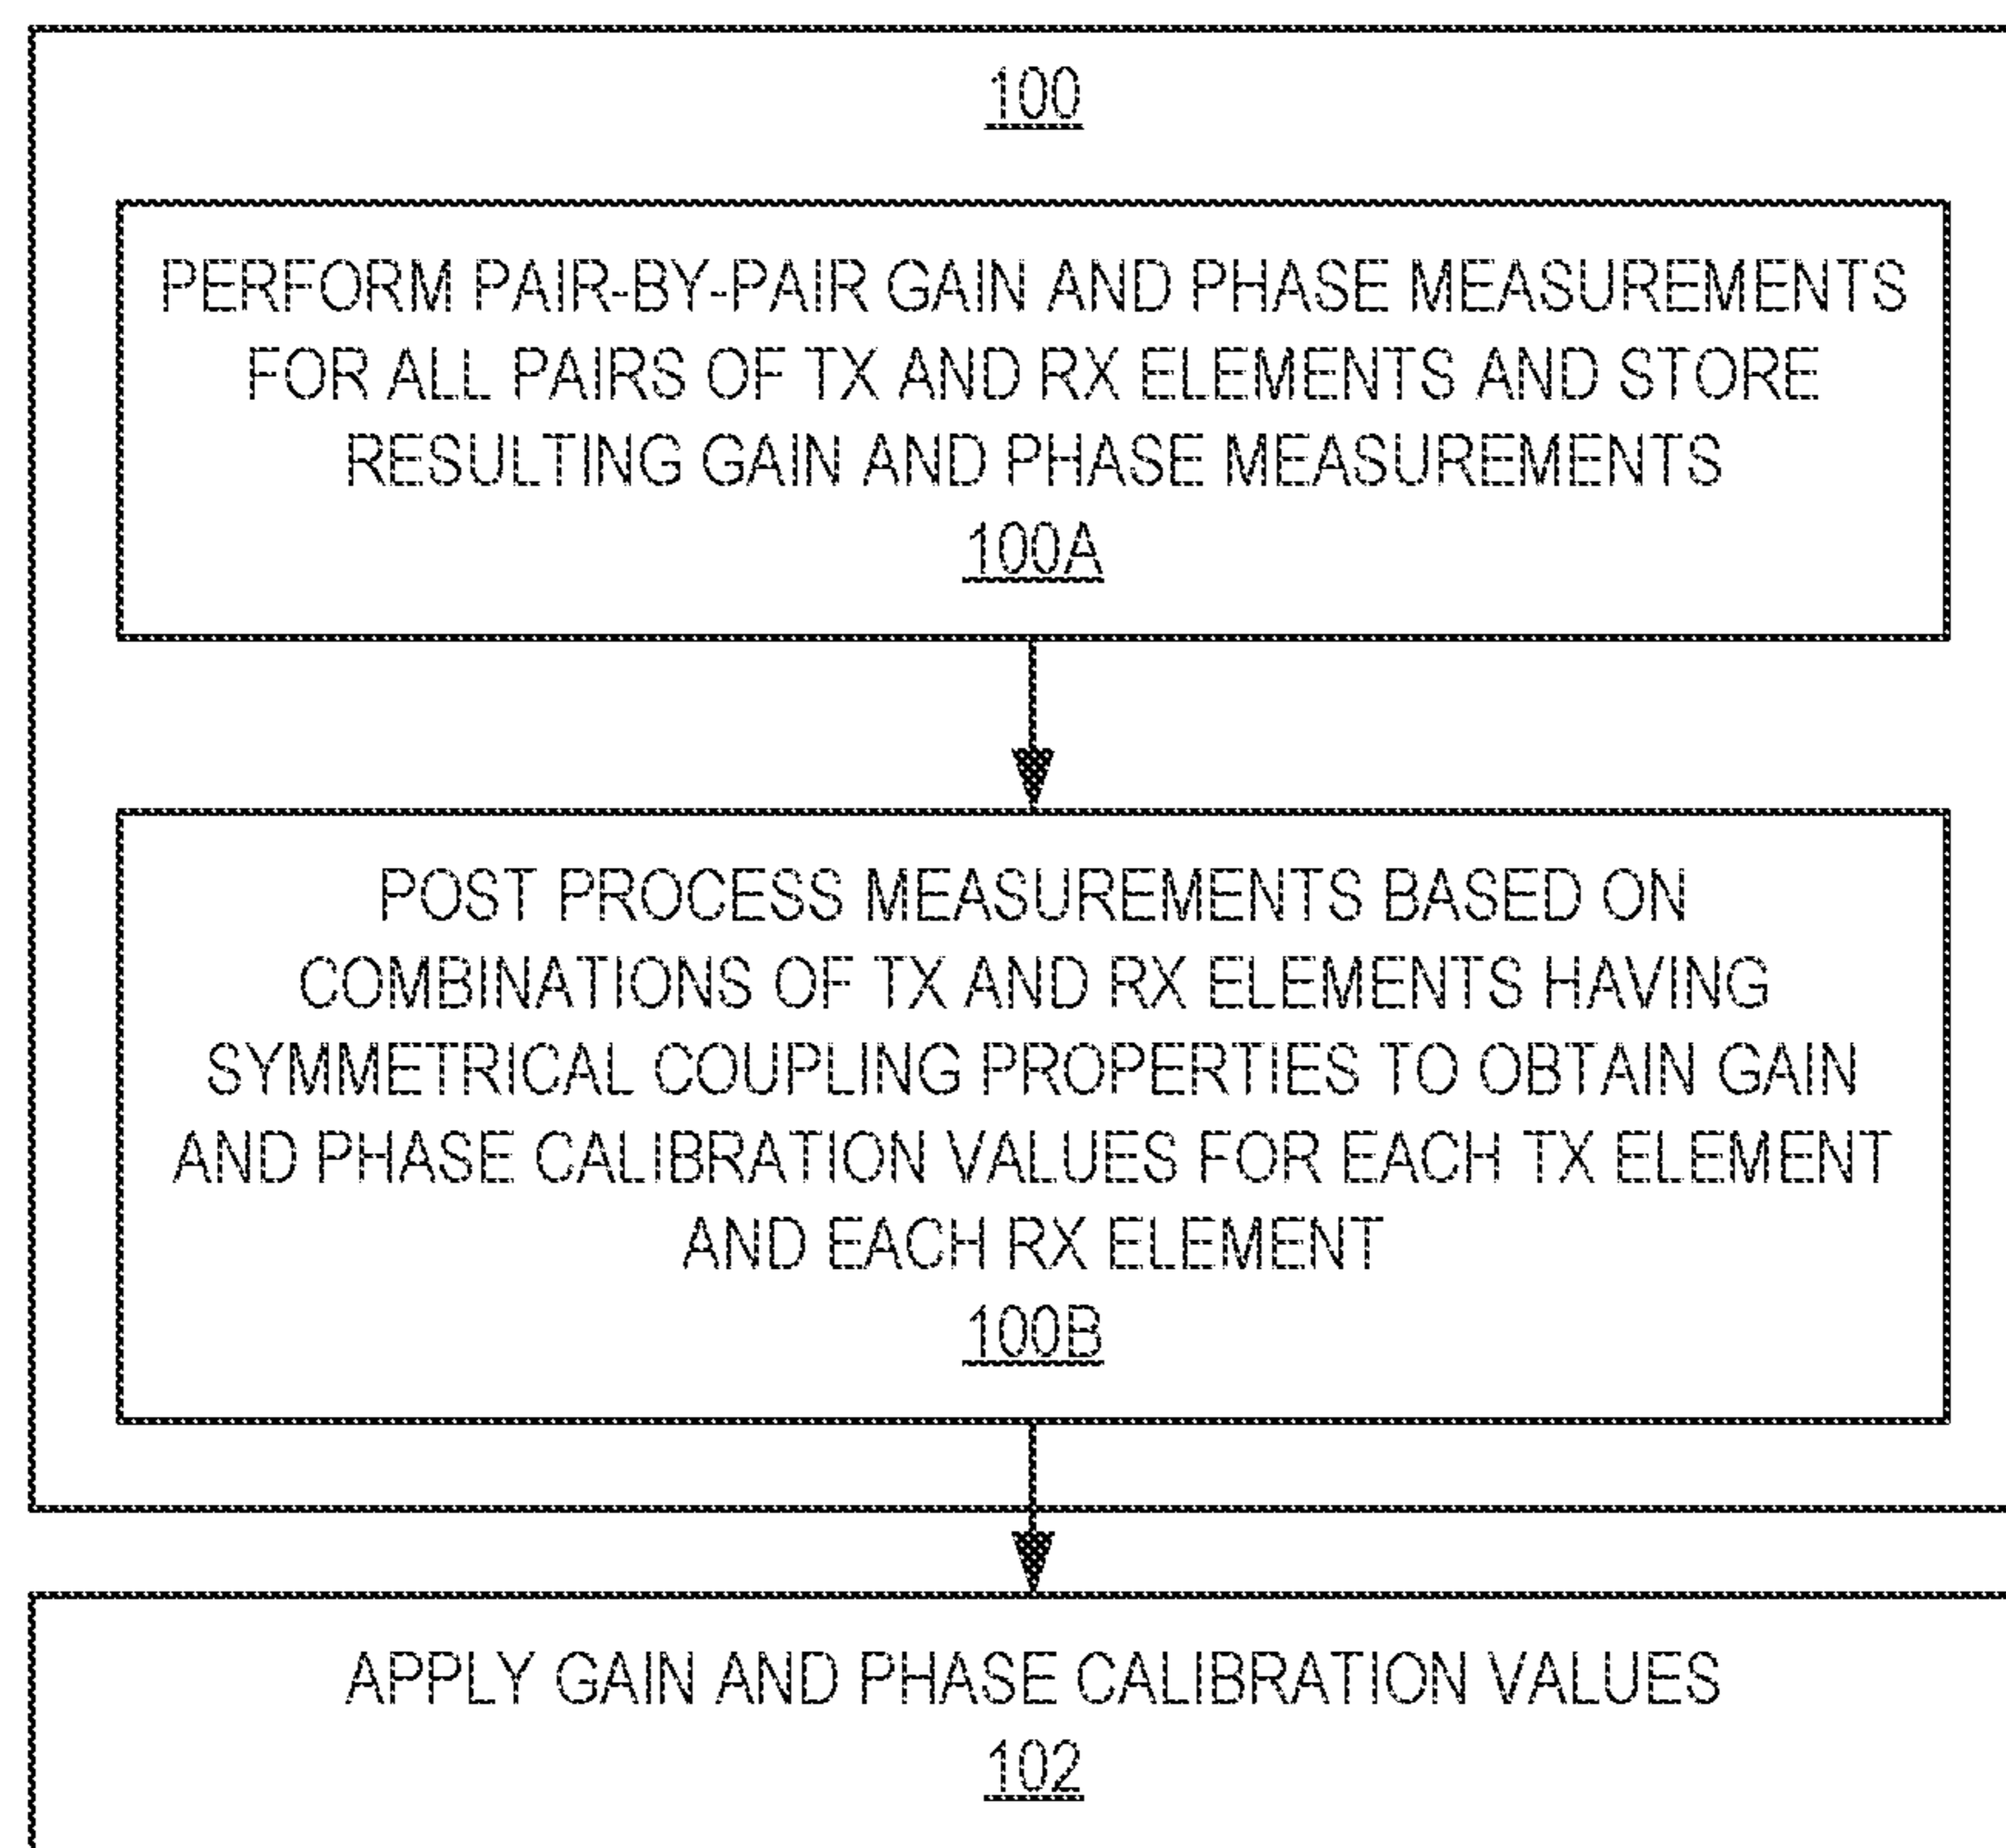 100
PERFORM PAIR-BY-PAIR GAIN AND PHASE MEASUREMENTS
FOR ALL PAIRS OF TX AND RX ELEMENTS AND STORE
RESULTING GAIN AND PHASE MEASUREMENTS
100A
POST PROCESS MEASUREMENTS BASED ON
COMBINATIONS OF TX AND RX ELEMENTS HAVING
SYMMETRICAL COUPLING PROPERTIES TO OBTAIN GAIN
AND PHASE CALIBRATION VALUES FOR EACH TX ELEMENT
AND EACH RX ELEMENT
100B
APPLY GAIN AND PHASE CALIBRATION VALUES
102